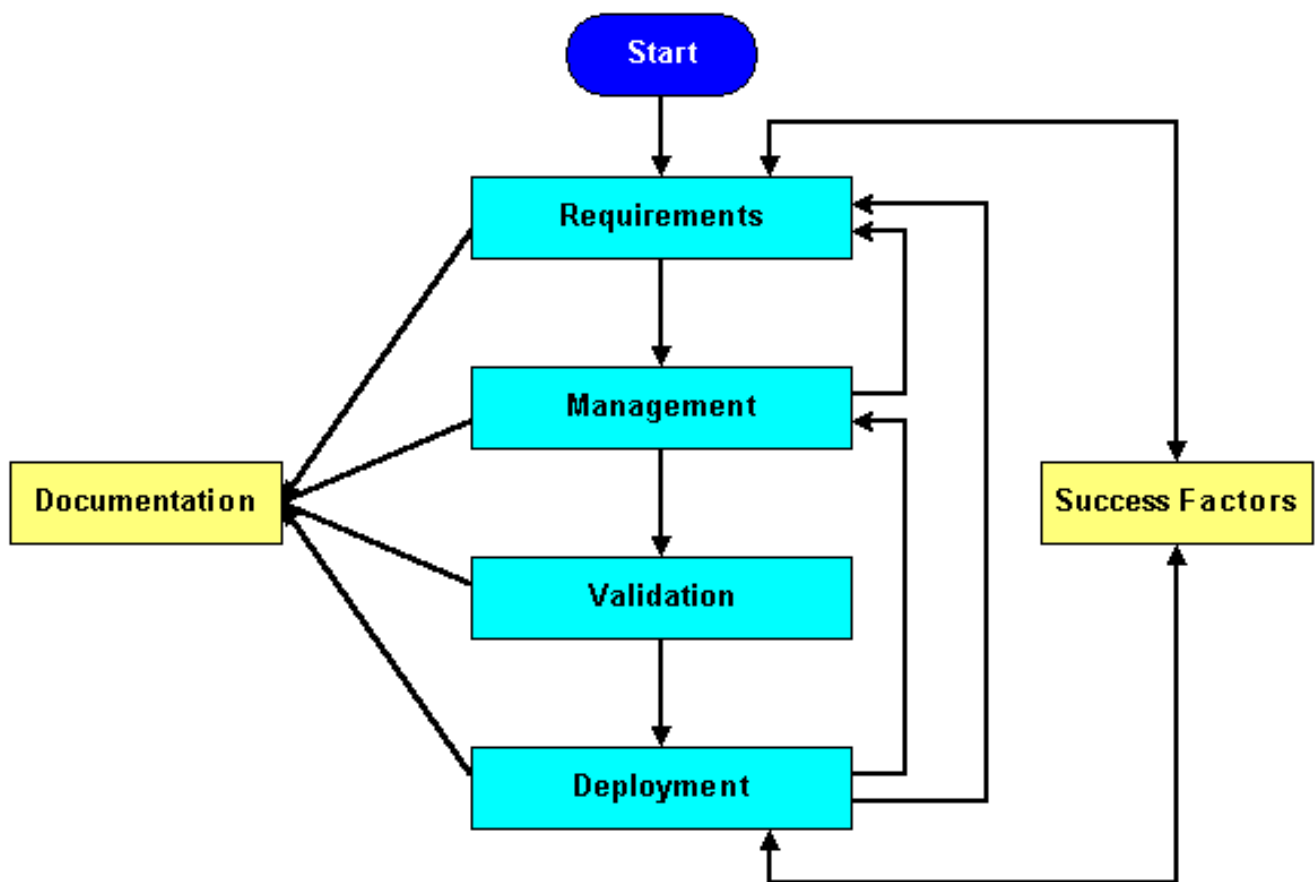 Start
Requirements
Management
Documentation
Success Factors
Validation
Deployment